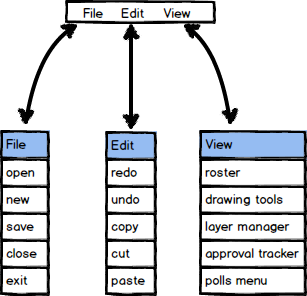 File Edit View
File
open
new
save
close
exit
Edit
redo
undo
copy
cut
paste
View
roster
drawing tools
layer manager
approval tracker
polls menu